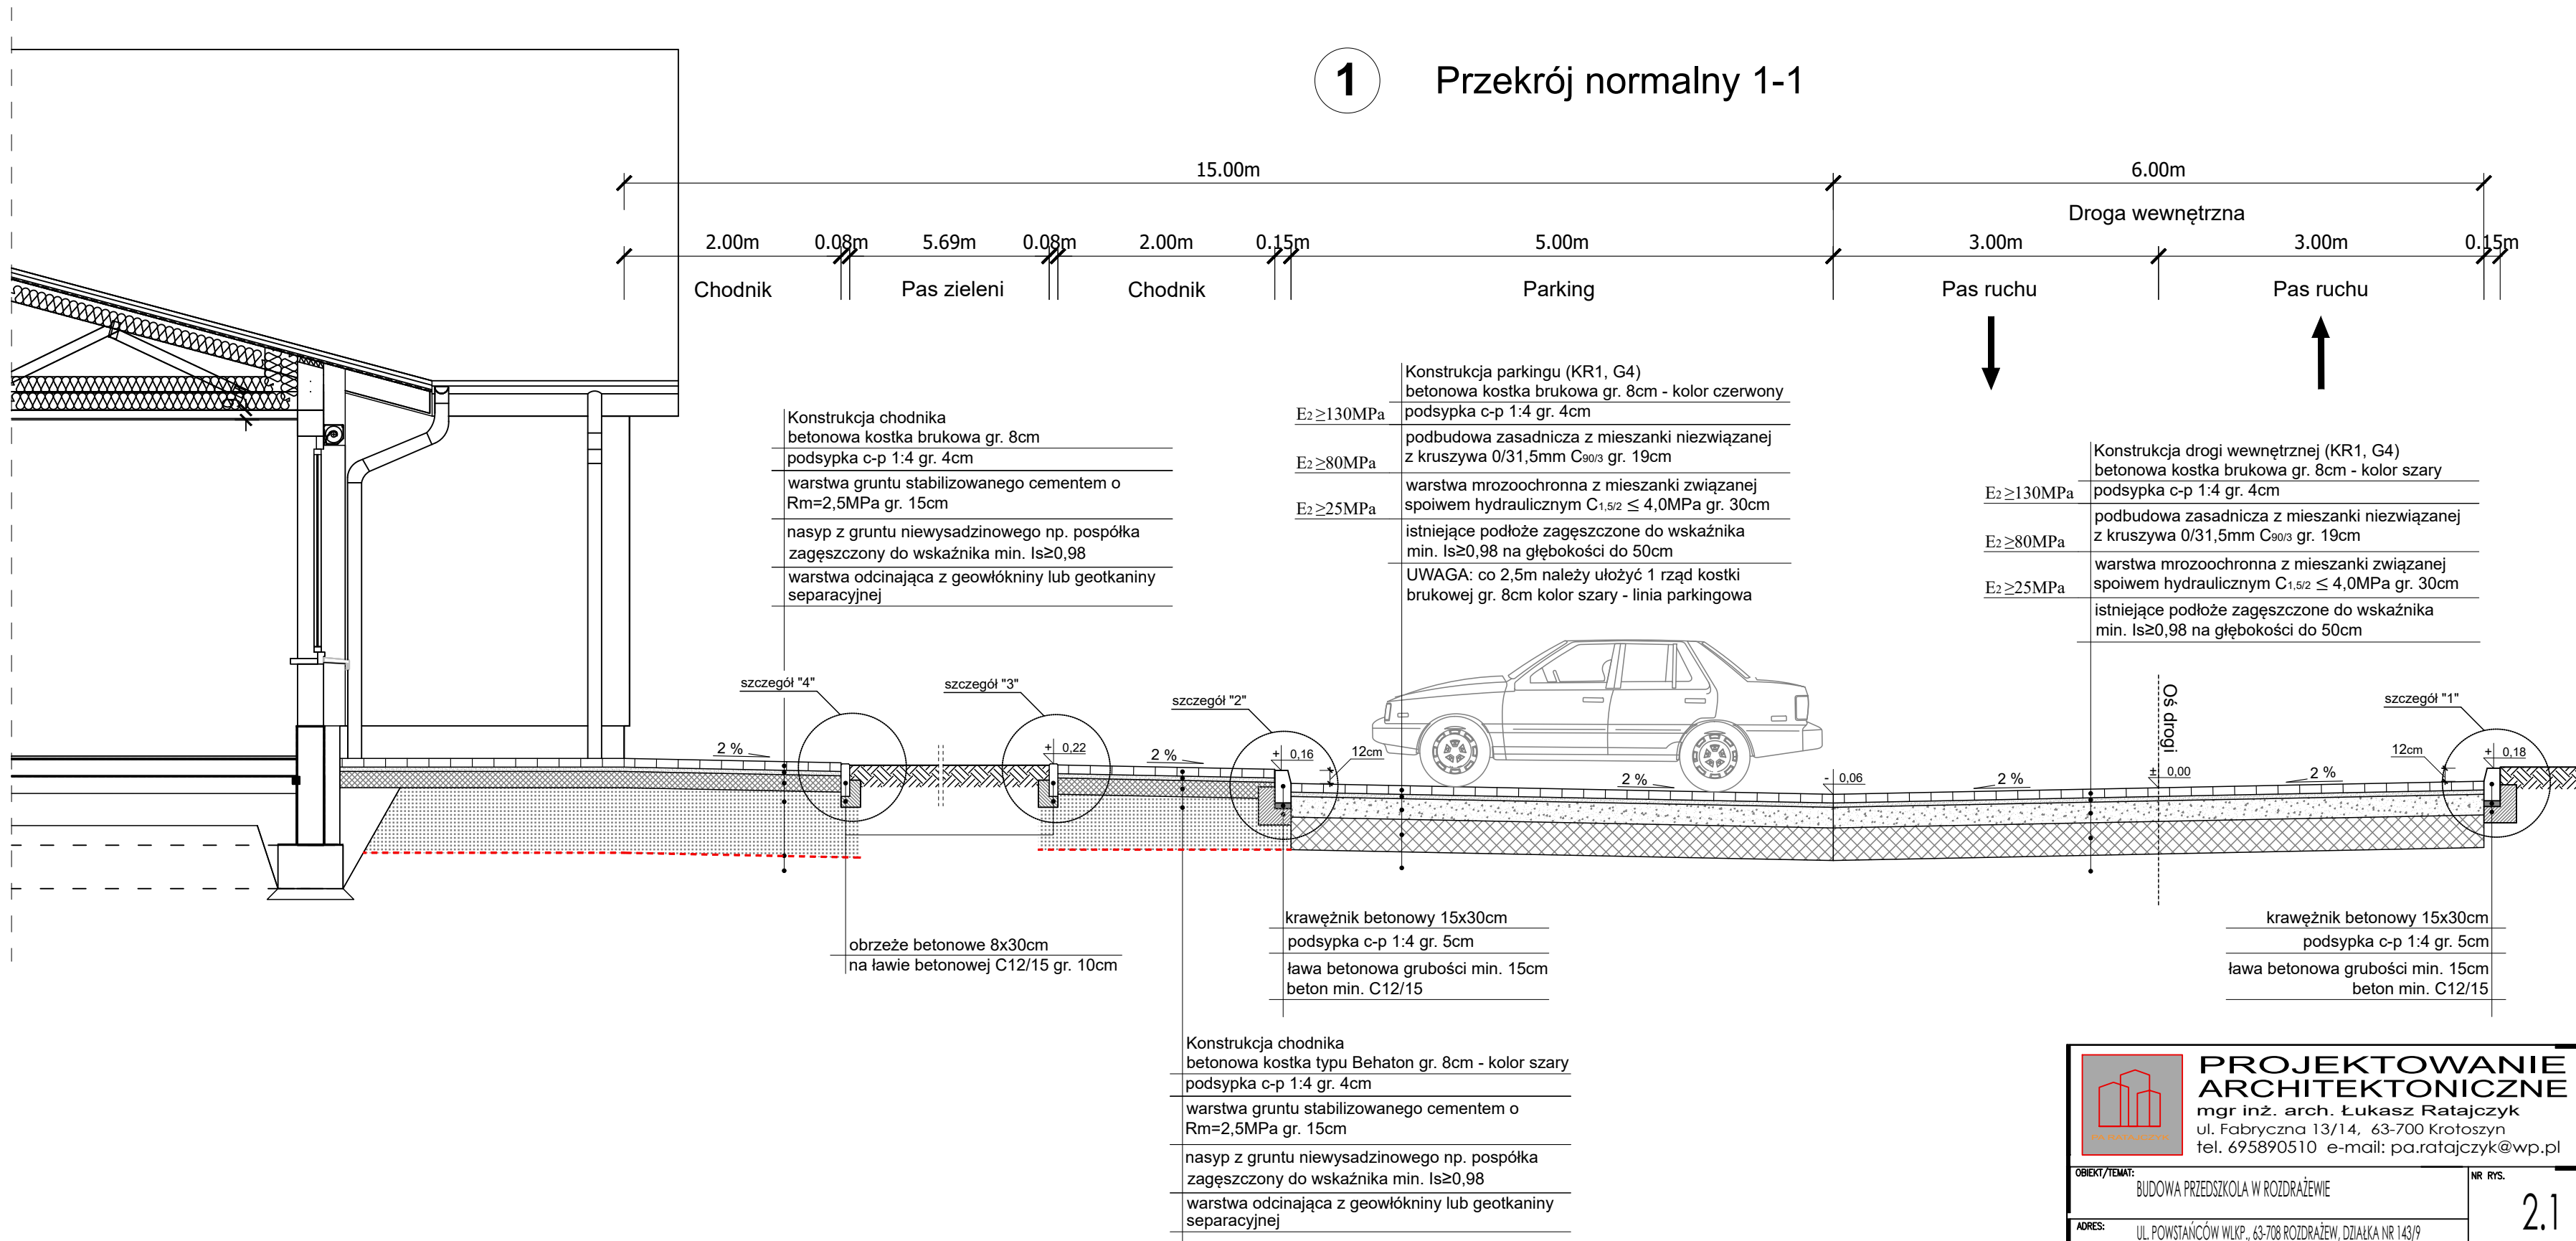 1 Przekrój normalny 1-1
15.00m 6.00m
Droga wewnętrzna
2.00m 0.08m 5.69m 0.08m 2.00m 0.15m 5.00m 3.00m 3.00m 0.15m
Chodnik Pas zieleni Chodnik Parking Pas ruchu Pas ruchu
Konstrukcja chodnika
betonowa kostka brukowa gr. 8cm
podsypka c-p 1:4 gr. 4cm
warstwa gruntu stabilizowanego cementem o
Rm=2,5MPa gr. 15cm
nasyp z gruntu niewysadzinowego np. pospółka
zagęszczony do wskaźnika min. Is≥0,98
warstwa odcinająca z geowłókniny lub geotkaniny
separacyjnej
Konstrukcja parkingu (KR1, G4)
betonowa kostka brukowa gr. 8cm - kolor czerwony
E2≥130MPa podsypka c-p 1:4 gr. 4cm
podbudowa zasadnicza z mieszanki niezwiązanej
E2≥80MPa z kruszywa 0/31,5mm C90/3 gr. 19cm
warstwa mrozoochronna z mieszanki związanej
E2≥25MPa spoiwem hydraulicznym C1,5/2 ≤ 4,0MPa gr. 30cm
istniejące podłoże zagęszczone do wskaźnika
min. Is≥0,98 na głębokości do 50cm
UWAGA: co 2,5m należy ułożyć 1 rząd kostki
brukowej gr. 8cm kolor szary - linia parkingowa
Konstrukcja drogi wewnętrznej (KR1, G4)
betonowa kostka brukowa gr. 8cm - kolor szary
E2≥130MPa podsypka c-p 1:4 gr. 4cm
podbudowa zasadnicza z mieszanki niezwiązanej
E2≥80MPa z kruszywa 0/31,5mm C90/3 gr. 19cm
warstwa mrozoochronna z mieszanki związanej
E2≥25MPa spoiwem hydraulicznym C1,5/2 ≤ 4,0MPa gr. 30cm
istniejące podłoże zagęszczone do wskaźnika
min. Is≥0,98 na głębokości do 50cm
szczegół "4" szczegół "3" szczegół "2" szczegół "1"
Oś drogi
2 % + 0,22 2 % + 0,16 12cm 2 % - 0,06 2 % ± 0,00 2 % 12cm + 0,18
obrzeże betonowe 8x30cm
na ławie betonowej C12/15 gr. 10cm
krawężnik betonowy 15x30cm
podsypka c-p 1:4 gr. 5cm
ława betonowa grubości min. 15cm
beton min. C12/15
krawężnik betonowy 15x30cm
podsypka c-p 1:4 gr. 5cm
ława betonowa grubości min. 15cm
beton min. C12/15
Konstrukcja chodnika
betonowa kostka typu Behaton gr. 8cm - kolor szary
podsypka c-p 1:4 gr. 4cm
warstwa gruntu stabilizowanego cementem o
Rm=2,5MPa gr. 15cm
nasyp z gruntu niewysadzinowego np. pospółka
zagęszczony do wskaźnika min. Is≥0,98
warstwa odcinająca z geowłókniny lub geotkaniny
separacyjnej
PROJEKTOWANIE
ARCHITEKTONICZNE
mgr inż. arch. Łukasz Ratajczyk
ul. Fabryczna 13/14, 63-700 Krotoszyn
tel. 695890510 e-mail: pa.ratajczyk@wp.pl
OBIEKT/TEMAT: BUDOWA PRZEDSZKOLA W ROZDRAŻEWIE
NR RYS. 2.1
ADRES: UL. POWSTAŃCÓW WLKP., 63-708 ROZDRAŻEW, DZIAŁKA NR 143/9